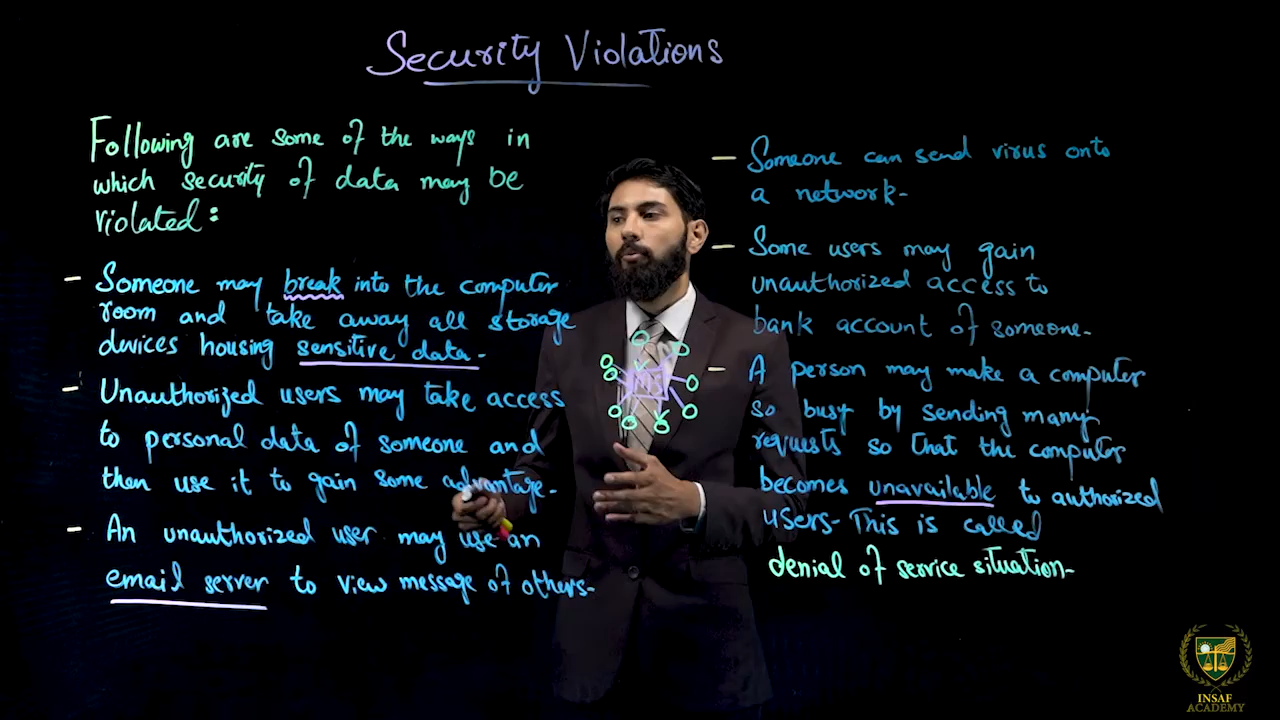 Security Violations
Following are some of the ways in
which security of data may be
violated:
- Someone may break into the computer
room and take away all storage
devices housing sensitive data.
- Unauthorized users may take access
to personal data of someone and
then use it to gain some advantage.
- An unauthorized user may use an
email server to view message of others.
- Someone can send virus onto
a network.
- Some users may gain
unauthorized access to
bank account of someone.
- A person may make a computer
so busy by sending many
requests so that the computer
becomes unavailable to authorized
users. This is called
denial of service situation.
INSAF
ACADEMY